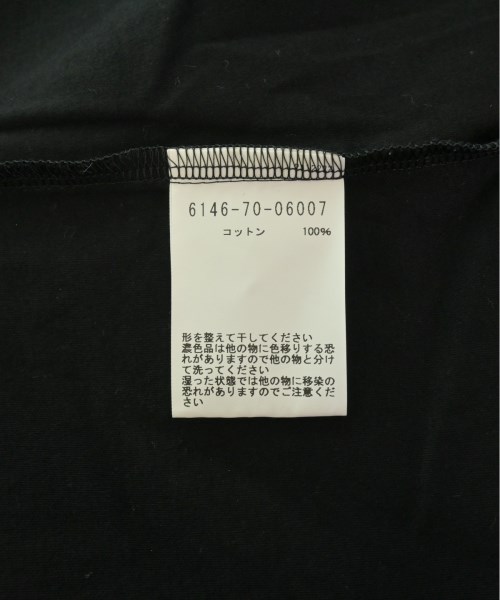 6146-70-06007
コットン 100%
形を整えて干してください
濃色品は他の物に色移りする恐
れがありますので他の物と分け
て洗ってください
湿った状態では他の物に移染の
恐れがありますのでご注意くだ
さい